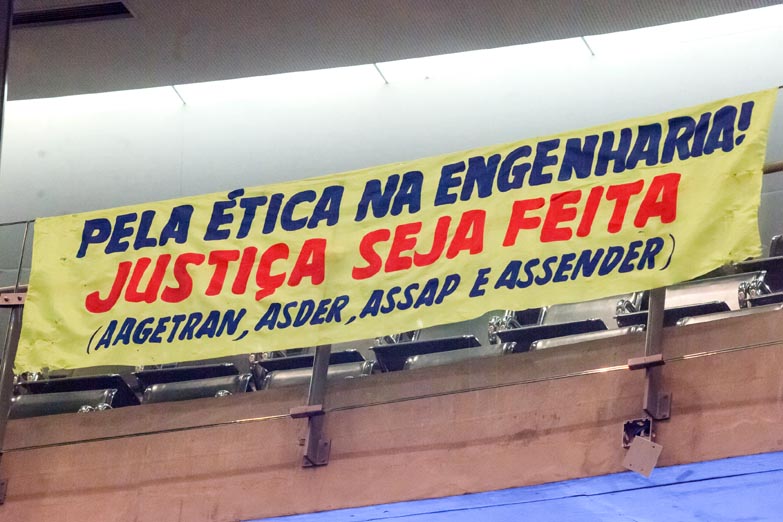 PELA ÉTICA NA ENGENHARIA!
JUSTIÇA SEJA FEITA
(AAGETRAN, ASDER, ASSAP E ASSENDER)